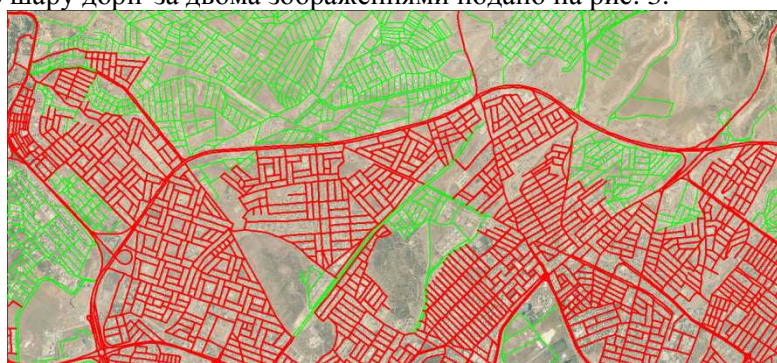 шару доріг за двома зображеннями подано на рис. 3.